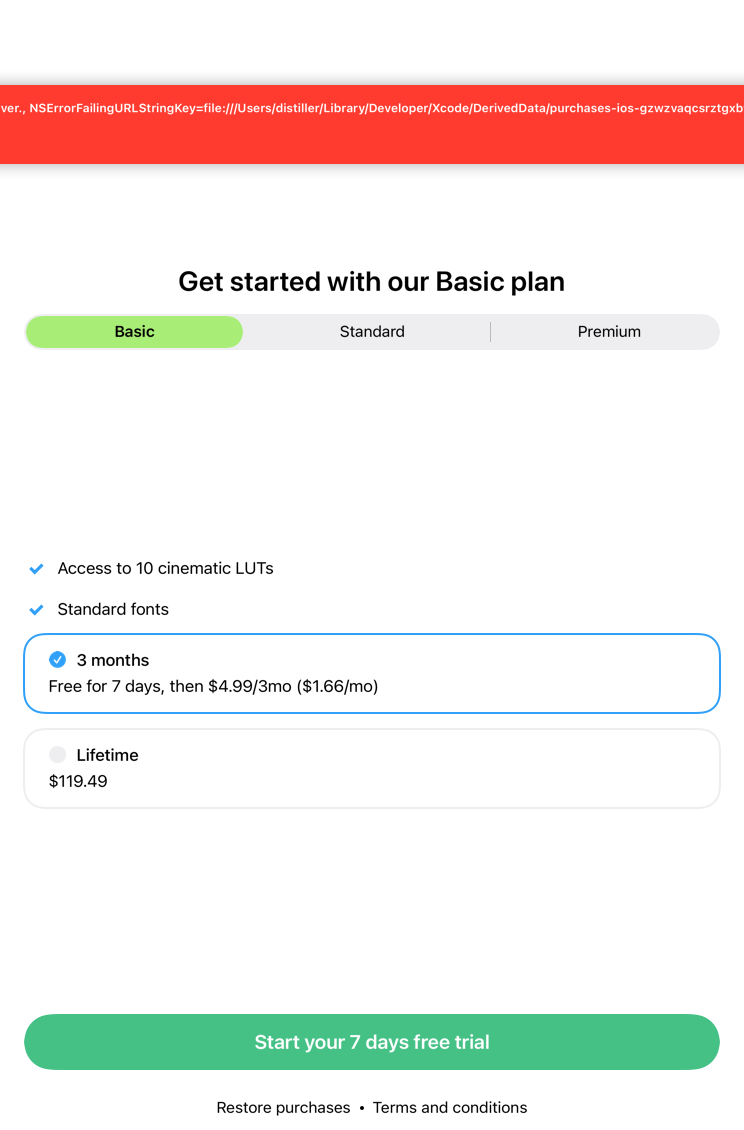 ver., NSErrorFailingURLStringKey=file:///Users/distiller/Library/Developer/Xcode/DerivedData/purchases-ios-gzwzvaqcsrztgxb
Get started with our Basic plan
Basic Standard Premium
Access to 10 cinematic LUTs
Standard fonts
3 months
Free for 7 days, then $4.99/3mo ($1.66/mo)
Lifetime
$119.49
Start your 7 days free trial
Restore purchases • Terms and conditions